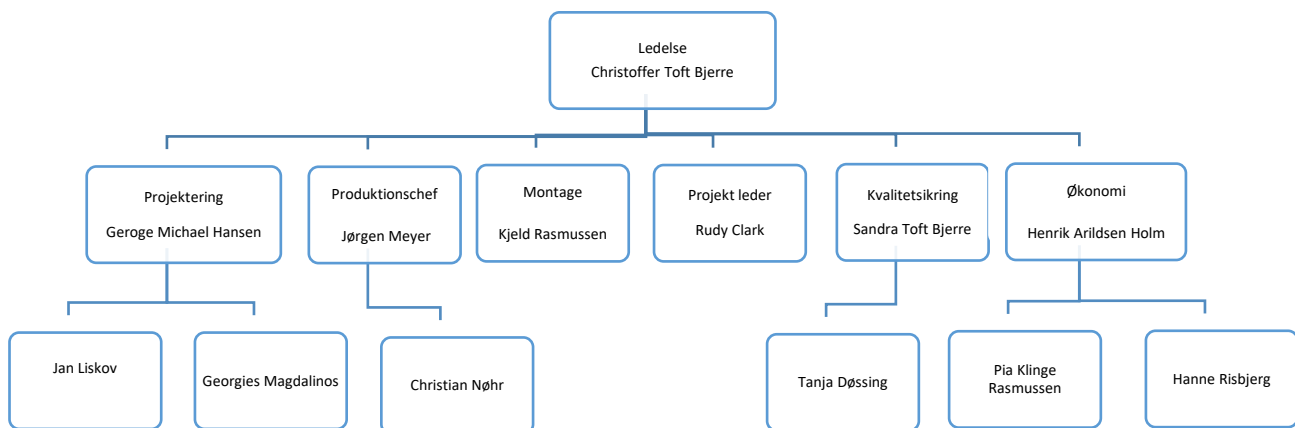 Ledelse
Christoffer Toft Bjerre
Projektering
Geroge Michael Hansen
Produktionschef
Jørgen Meyer
Montage
Kjeld Rasmussen
Projekt leder
Rudy Clark
Kvalitetsikring
Sandra Toft Bjerre
Økonomi
Henrik Arildsen Holm
Jan Liskov
Georgies Magdalinos
Christian Nøhr
Tanja Døssing
Pia Klinge
Rasmussen
Hanne Risbjerg